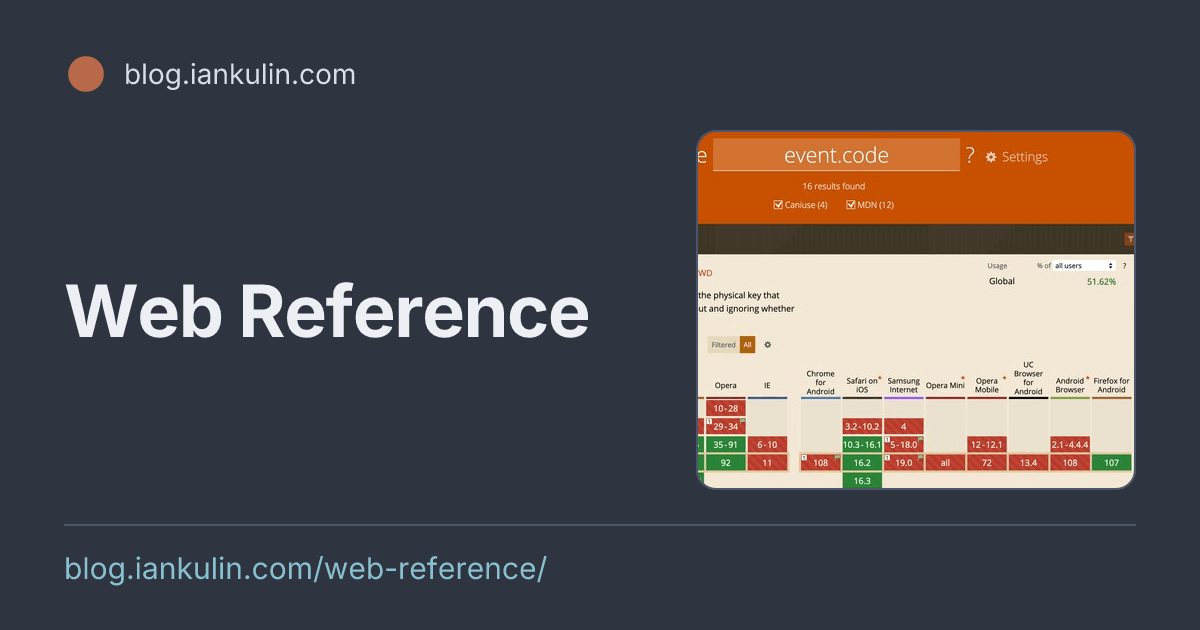 blog.iankulin.com
Web Reference
e event.code ? Settings
16 results found
Caniuse (4) MDN (12)
WD
Usage % of all users ?
the physical key that
Global 51.62%
ut and ignoring whether
Filtered All
Opera IE Chrome for Android Safari on iOS* Samsung Internet Opera Mini* Opera Mobile* UC Browser for Android Android Browser* Firefox for Android
10-28
29-34 3.2-10.2 4
35-91 6-10 10.3-16.1 5-18.0 12-12.1 2.1-4.4.4
92 11 108 16.2 19.0 all 72 13.4 108 107
16.3
blog.iankulin.com/web-reference/